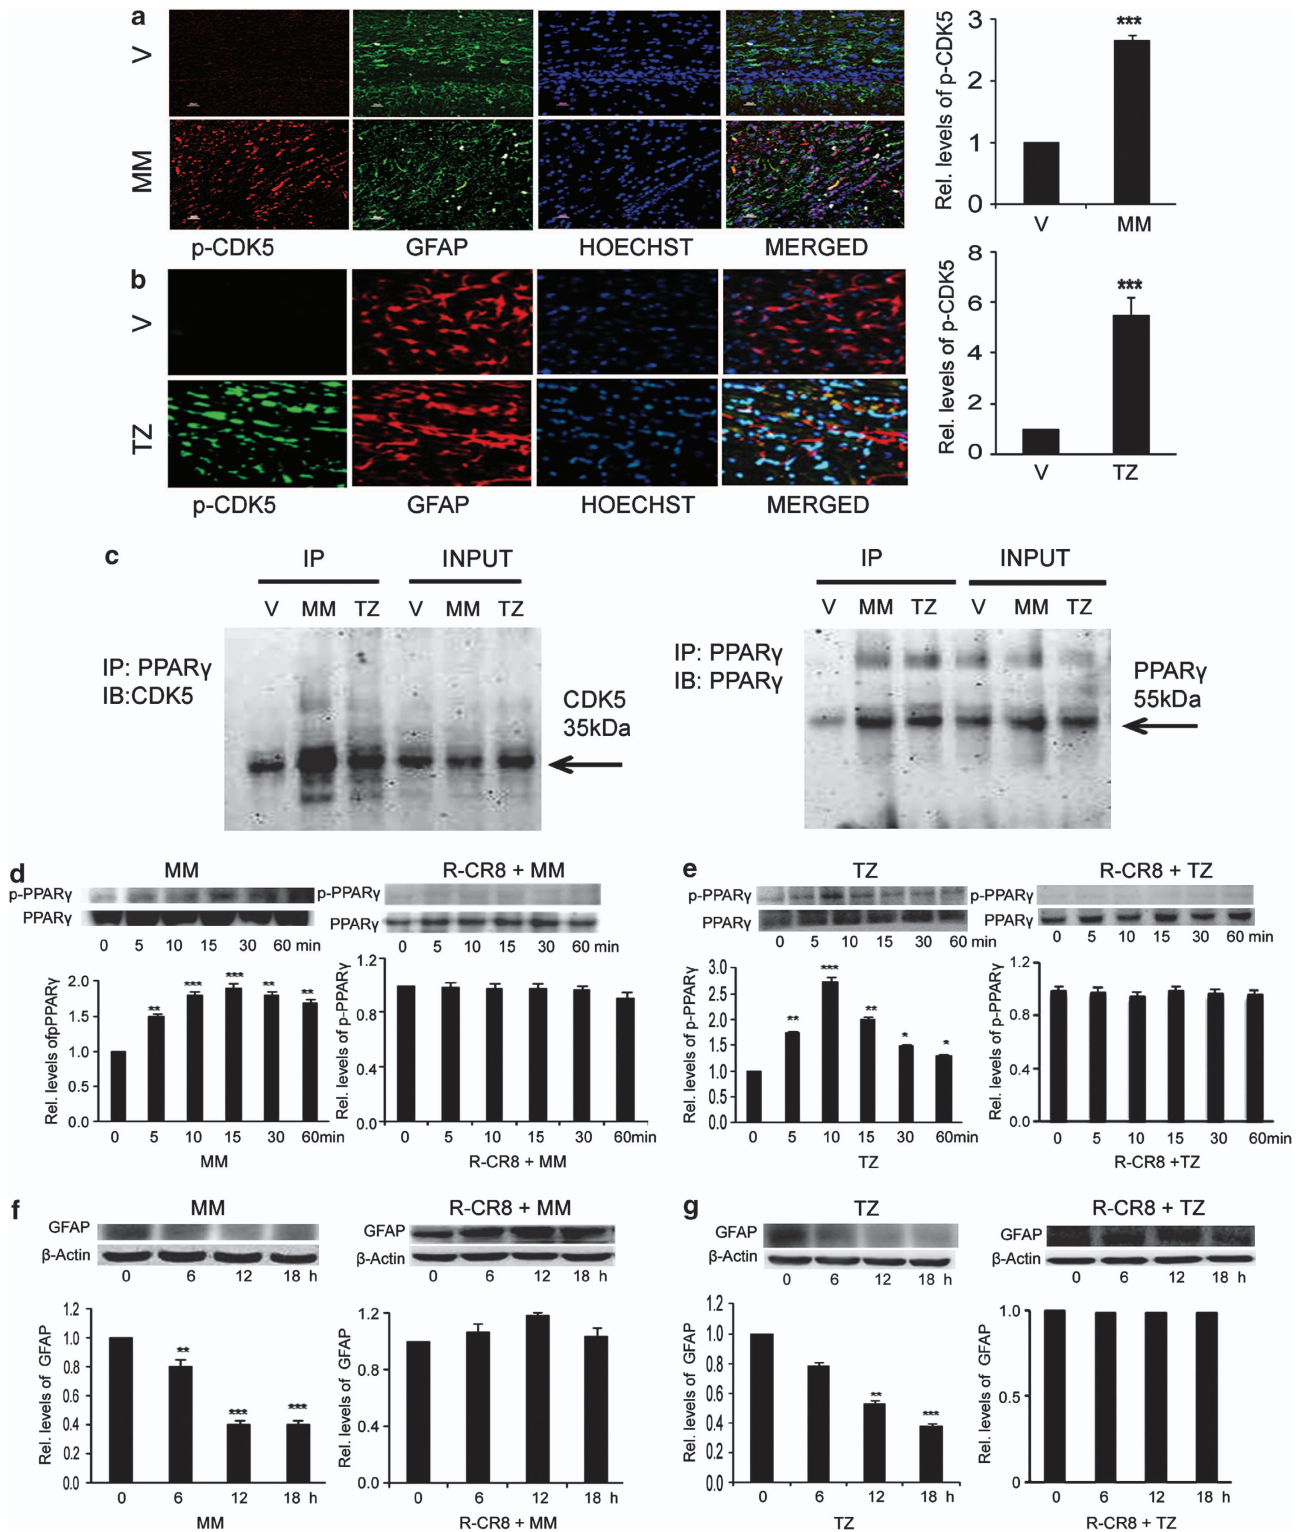 a
V
MM
p-CDK5 GFAP HOECHST MERGED
Rel. levels of p-CDK5
3
2
1
0
***
V MM
b
V
TZ
p-CDK5 GFAP HOECHST MERGED
Rel. levels of p-CDK5
8
6
4
2
0
***
V TZ
c
IP INPUT
V MM TZ V MM TZ
IP: PPARγ
IB:CDK5
CDK5
35kDa
IP INPUT
V MM TZ V MM TZ
IP: PPARγ
IB: PPARγ
PPARγ
55kDa
d
MM
p-PPARγ
PPARγ
0 5 10 15 30 60 min
Rel. levels ofpPPARγ
2.0
1.5
1.0
0.5
0.0
** *** *** ** **
0 5 10 15 30 60min
MM
R-CR8 + MM
p-PPARγ
PPARγ
0 5 10 15 30 60 min
Rel. levels of p-PPARγ
1.2
0.8
0.4
0.0
0 5 10 15 30 60min
R-CR8 + MM
e
TZ
p-PPARγ
PPARγ
0 5 10 15 30 60 min
Rel. levels of p-PPARγ
3.0
2.5
2.0
1.5
1.0
0.5
0.0
** *** ** * *
0 5 10 15 30 60min
TZ
R-CR8 + TZ
p-PPARγ
PPARγ
0 5 10 15 30 60 min
Rel. levels of p-PPARγ
1.2
0.8
0.4
0.0
0 5 10 15 30 60min
R-CR8 +TZ
f
MM
GFAP
β-Actin
0 6 12 18 h
Rel. levels of GFAP
1.2
1.0
0.8
0.6
0.4
0.2
0.0
** *** ***
0 6 12 18 h
MM
R-CR8 + MM
GFAP
β-Actin
0 6 12 18 h
Rel. levels of GFAP
1.2
0.8
0.4
0.0
0 6 12 18 h
R-CR8 + MM
g
TZ
GFAP
β-Actin
0 6 12 18 h
Rel. levels of GFAP
1.2
1.0
0.8
0.6
0.4
0.2
0.0
** ***
0 6 12 18 h
TZ
R-CR8 + TZ
GFAP
β-Actin
0 6 12 18 h
Rel. levels of GFAP
1.0
0.5
0
0 6 12 18 h
R-CR8 + TZ